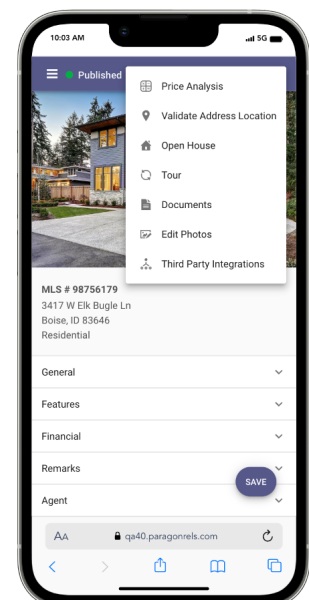 10:03 AM
5G
Published
Price Analysis
Validate Address Location
Open House
Tour
Documents
Edit Photos
Third Party Integrations
MLS # 98756179
3417 W Elk Bugle Ln
Boise, ID 83646
Residential
General
Features
Financial
Remarks
SAVE
Agent
AA qa40.paragonrels.com